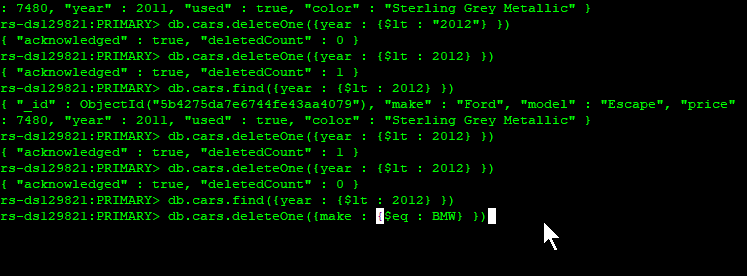 : 7480, "year" : 2011, "used" : true, "color" : "Sterling Grey Metallic" }
rs-ds129821:PRIMARY> db.cars.deleteOne({year : {$lt : "2012"} })
{ "acknowledged" : true, "deletedCount" : 0 }
rs-ds129821:PRIMARY> db.cars.deleteOne({year : {$lt : 2012} })
{ "acknowledged" : true, "deletedCount" : 1 }
rs-ds129821:PRIMARY> db.cars.find({year : {$lt : 2012} })
{ "_id" : ObjectId("5b4275da7e6744fe43aa4079"), "make" : "Ford", "model" : "Escape", "price"
: 7480, "year" : 2011, "used" : true, "color" : "Sterling Grey Metallic" }
rs-ds129821:PRIMARY> db.cars.deleteOne({year : {$lt : 2012} })
{ "acknowledged" : true, "deletedCount" : 1 }
rs-ds129821:PRIMARY> db.cars.deleteOne({year : {$lt : 2012} })
{ "acknowledged" : true, "deletedCount" : 0 }
rs-ds129821:PRIMARY> db.cars.find({year : {$lt : 2012} })
rs-ds129821:PRIMARY> db.cars.deleteOne({make : {$eq : BMW} })